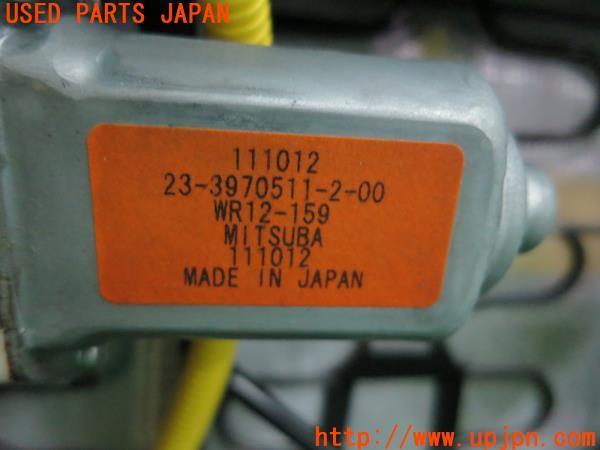 USED PARTS JAPAN
111012
23-3970511-2-00
WR12-159
MITSUBA
111012
MADE IN JAPAN
http://www.upjpn.com